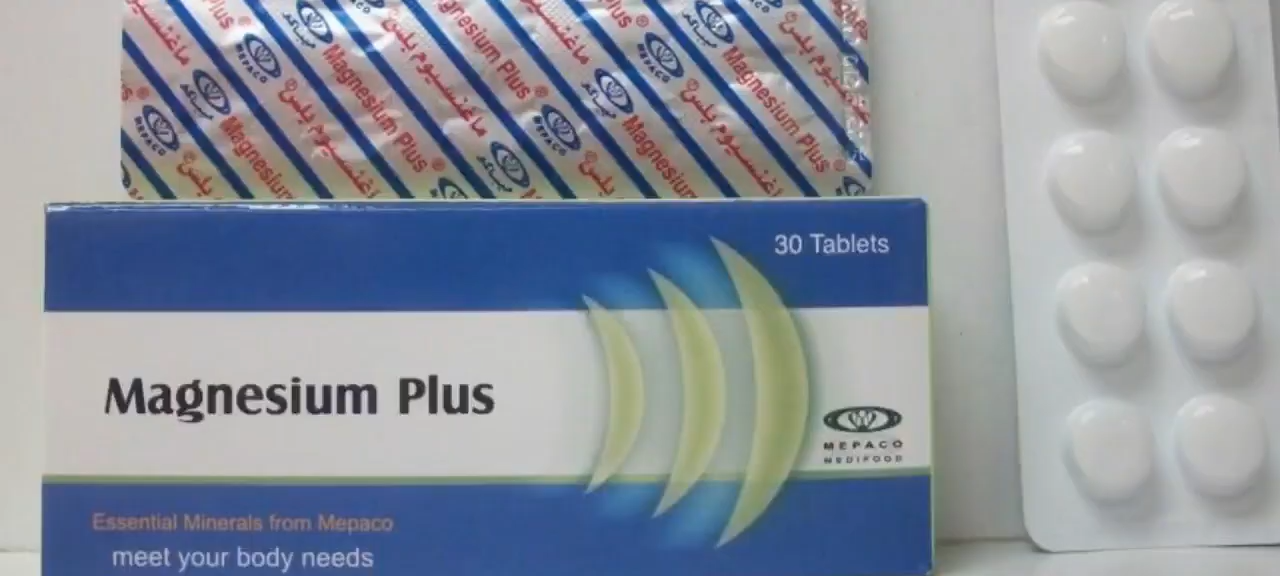 Magnesium Plus®
ماغنسيوم بلس®
MEPACO
ميباكو
30 Tablets
Magnesium Plus
MEPACO
MEDIFOOD
Essential Minerals from Mepaco
meet your body needs